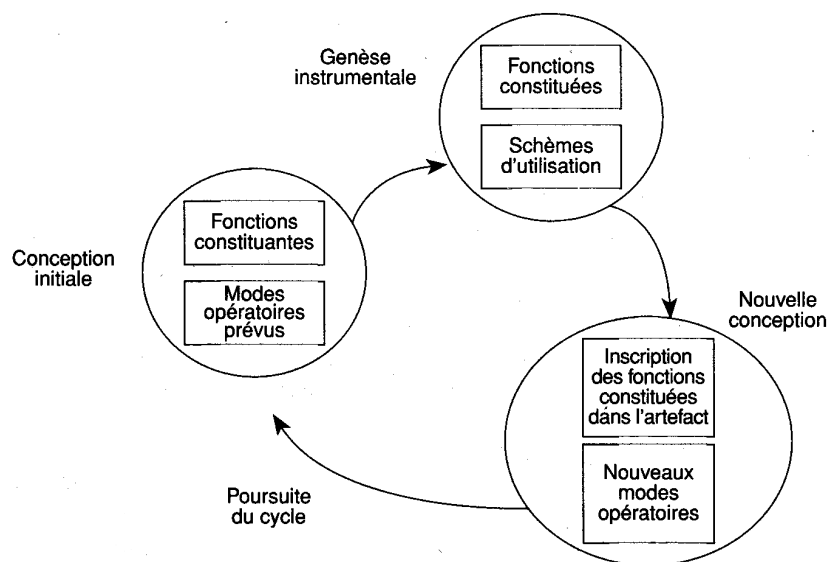 Genèse
instrumentale
Fonctions
constituées
Schèmes
d'utilisation
Conception
initiale
Fonctions
constituantes
Modes
opératoires
prévus
Nouvelle
conception
Inscription
des fonctions
constituées
dans l'artefact
Nouveaux
modes
opératoires
Poursuite
du cycle